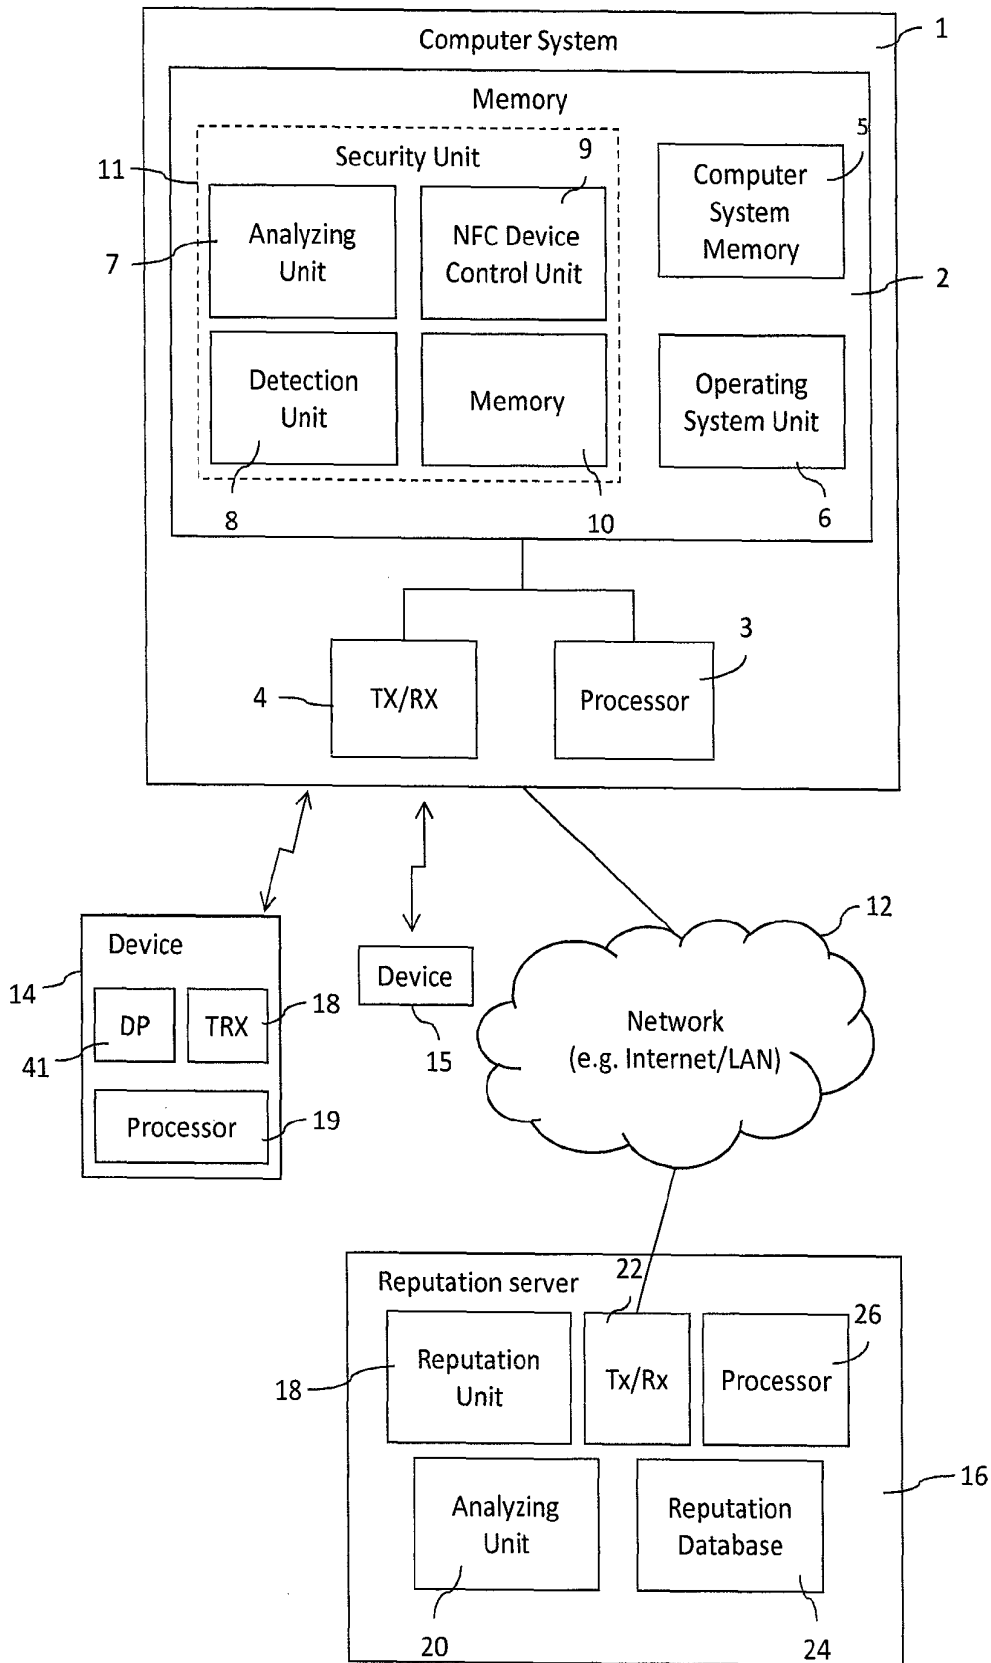 Computer System
1
Memory
Security Unit
9
5
11
Analyzing
Unit
NFC Device
Control Unit
Computer
System
Memory
7
2
Detection
Unit
Memory
Operating
System Unit
8
10
6
3
4
TX/RX
Processor
12
Device
14
DP
TRX
18
41
Device
15
Network
(e.g. Internet/LAN)
Processor
19
Reputation server
22
26
Reputation
Unit
Tx/Rx
Processor
18
16
Analyzing
Unit
Reputation
Database
20
24